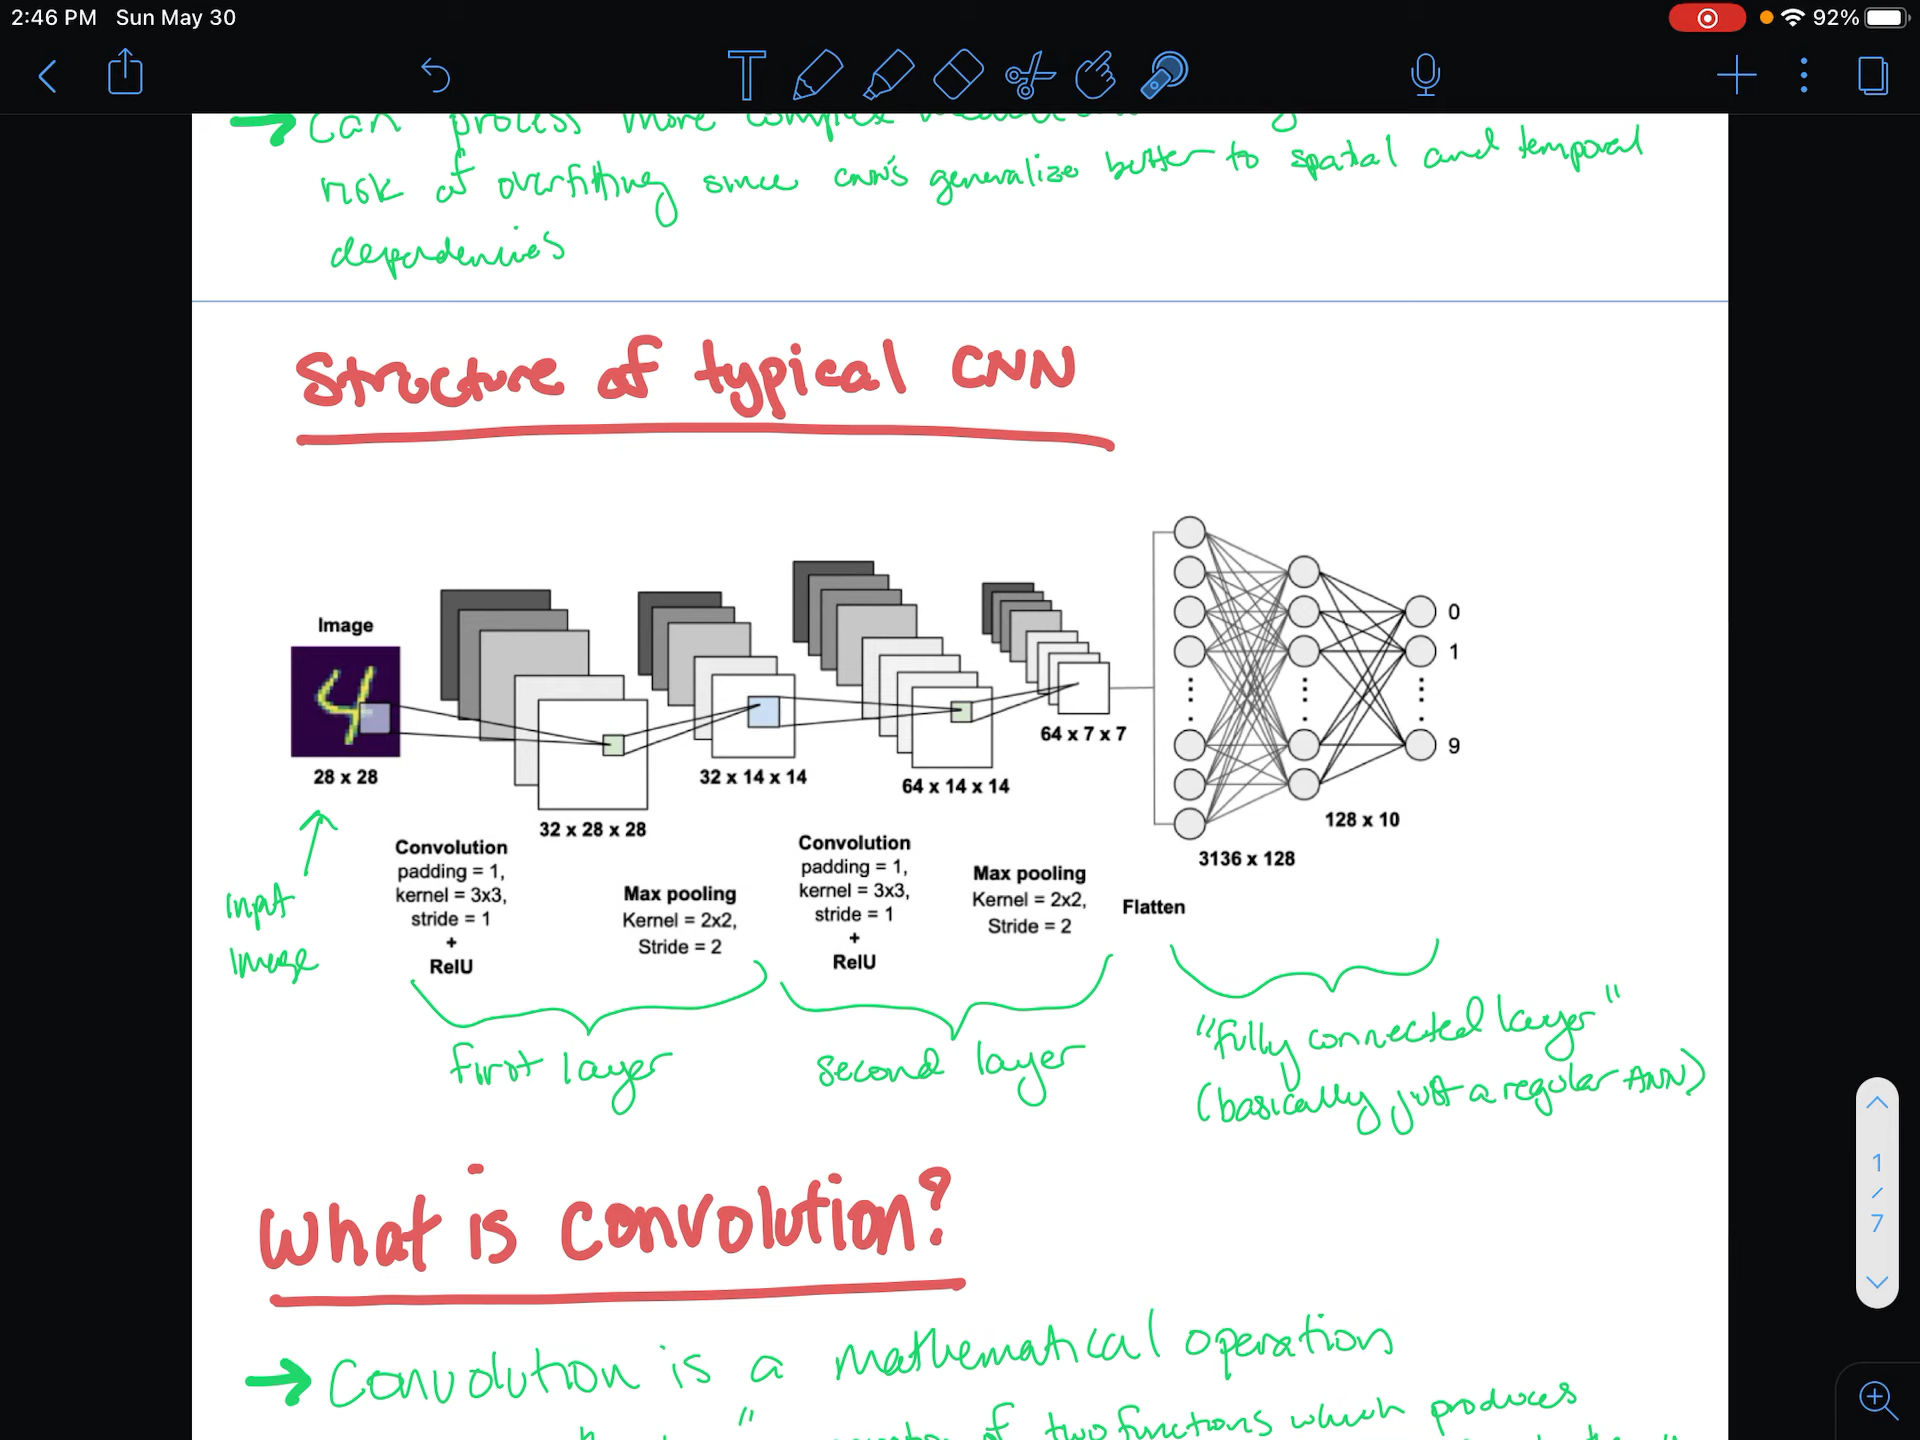 2:46 PM Sun May 30
92%
→ Can process more complex
risk of overfitting since CNN's generalize better to spatial and temporal
dependencies
Structure of typical CNN
Image
28 x 28
32 x 28 x 28
32 x 14 x 14
64 x 14 x 14
64 x 7 x 7
0
1
9
128 x 10
3136 x 128
Convolution
padding = 1,
kernel = 3x3,
stride = 1
+
RelU
Max pooling
Kernel = 2x2,
Stride = 2
Convolution
padding = 1,
kernel = 3x3,
stride = 1
+
RelU
Max pooling
Kernel = 2x2,
Stride = 2
Flatten
input
image
first layer
second layer
"fully connected layer"
(basically just a regular ANN)
What is convolution?
→ Convolution is a mathematical operation
of two functions which produces
1
/
7